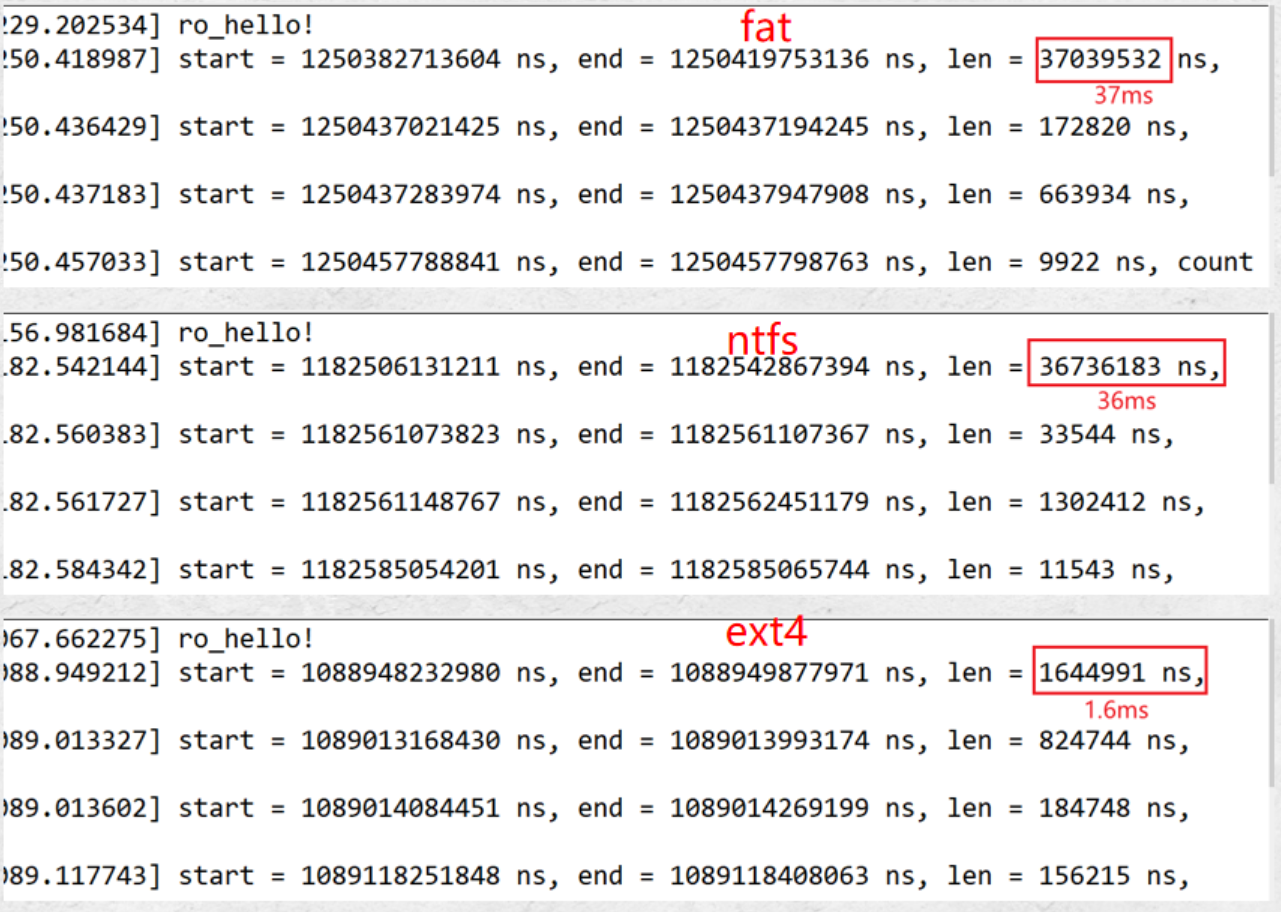 229.202534] ro_hello!
fat
250.418987] start = 1250382713604 ns, end = 1250419753136 ns, len = 37039532 ns,
37ms
250.436429] start = 1250437021425 ns, end = 1250437194245 ns, len = 172820 ns,
250.437183] start = 1250437283974 ns, end = 1250437947908 ns, len = 663934 ns,
250.457033] start = 1250457788841 ns, end = 1250457798763 ns, len = 9922 ns, count
156.981684] ro_hello!
ntfs
182.542144] start = 1182506131211 ns, end = 1182542867394 ns, len = 36736183 ns,
36ms
182.560383] start = 1182561073823 ns, end = 1182561107367 ns, len = 33544 ns,
182.561727] start = 1182561148767 ns, end = 1182562451179 ns, len = 1302412 ns,
182.584342] start = 1182585054201 ns, end = 1182585065744 ns, len = 11543 ns,
067.662275] ro_hello!
ext4
088.949212] start = 1088948232980 ns, end = 1088949877971 ns, len = 1644991 ns,
1.6ms
089.013327] start = 1089013168430 ns, end = 1089013993174 ns, len = 824744 ns,
089.013602] start = 1089014084451 ns, end = 1089014269199 ns, len = 184748 ns,
089.117743] start = 1089118251848 ns, end = 1089118408063 ns, len = 156215 ns,